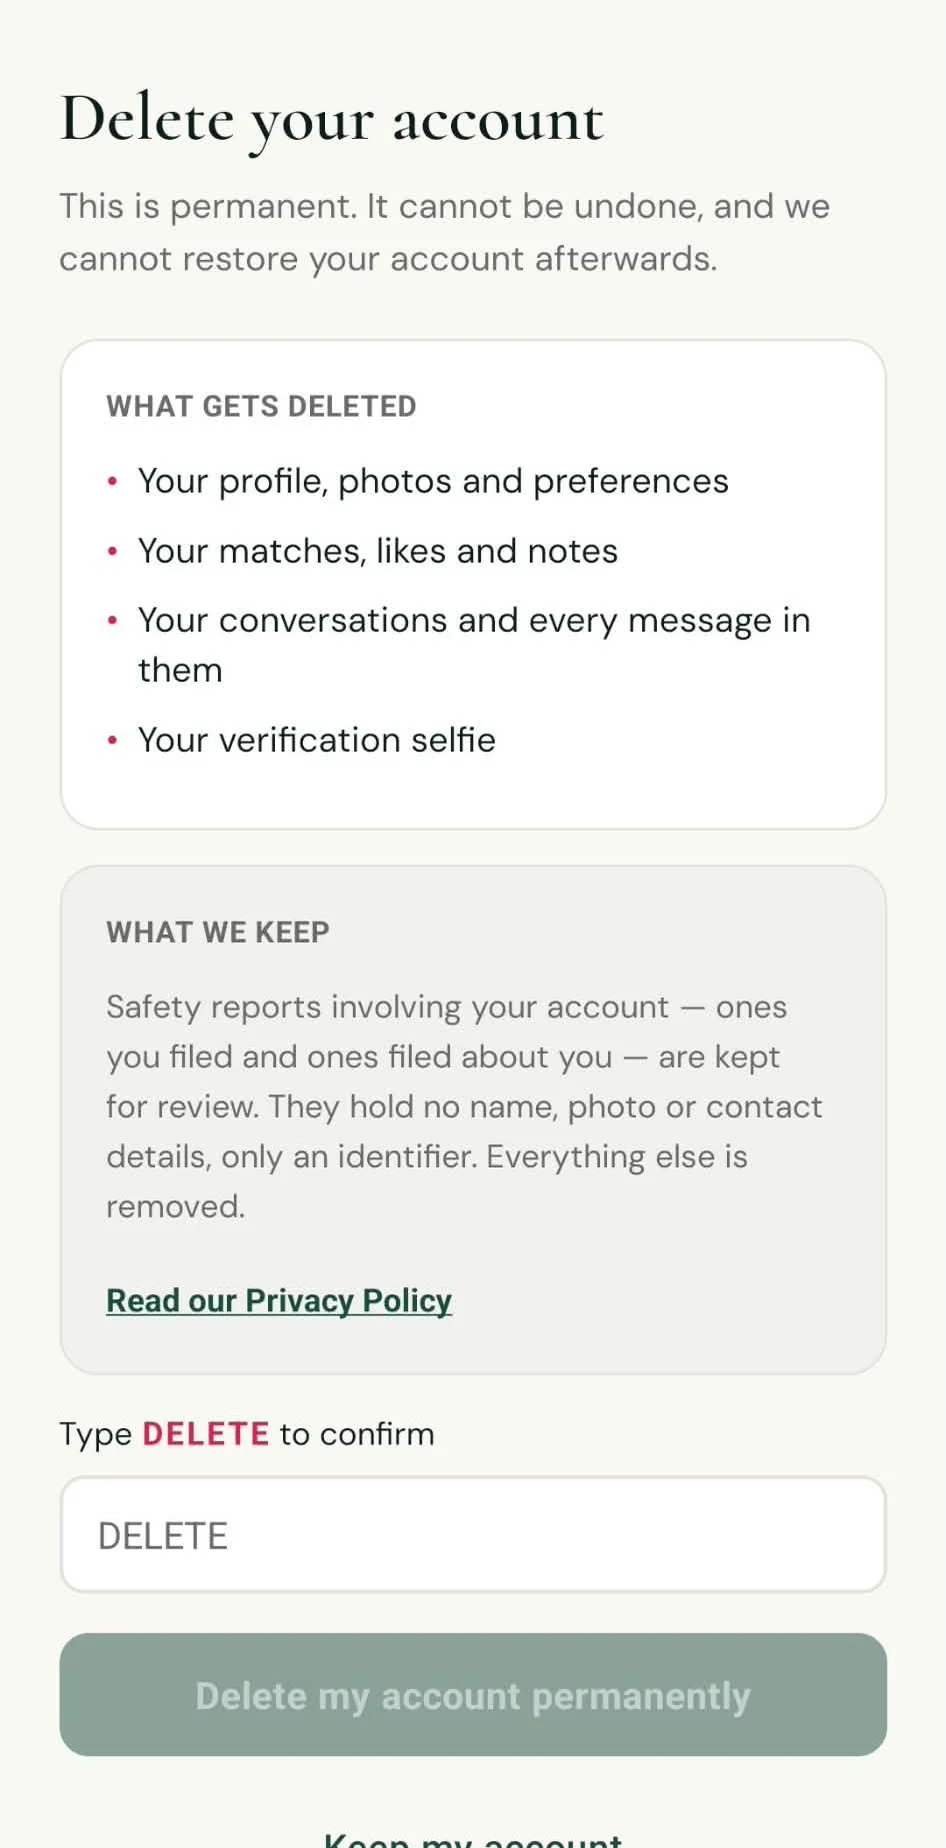 Delete your account
This is permanent. It cannot be undone, and we
cannot restore your account afterwards.
WHAT GETS DELETED
• Your profile, photos and preferences
• Your matches, likes and notes
• Your conversations and every message in
them
• Your verification selfie
WHAT WE KEEP
Safety reports involving your account — ones
you filed and ones filed about you — are kept
for review. They hold no name, photo or contact
details, only an identifier. Everything else is
removed.
Read our Privacy Policy
Type DELETE to confirm
DELETE
Delete my account permanently
Keep my account